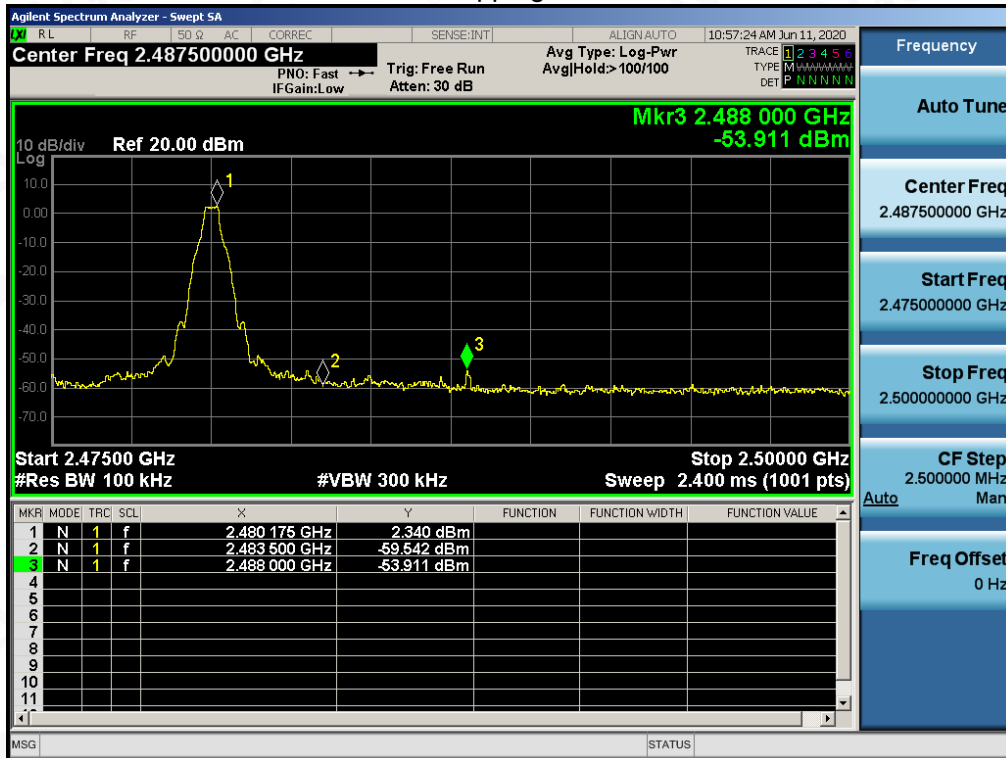 Agilent Spectrum Analyzer - Swept SA
LXI RL RF 50 Ω AC CORREC SENSE:INT ALIGN AUTO 10:57:24 AM Jun 11, 2020
Center Freq 2.487500000 GHz
PNO: Fast
IFGain:Low
Trig: Free Run
Atten: 30 dB
Avg Type: Log-Pwr
Avg|Hold:>100/100
TRACE 1 2 3 4 5 6
TYPE M WWWWW
DET P N N N N N
Mkr3 2.488 000 GHz
-53.911 dBm
10 dB/div Ref 20.00 dBm
Log
10.0
0.00
-10.0
-20.0
-30.0
-40.0
-50.0
-60.0
-70.0
1
2
3
Start 2.47500 GHz Stop 2.50000 GHz
#Res BW 100 kHz #VBW 300 kHz Sweep 2.400 ms (1001 pts)
MKR MODE TRC SCL X Y FUNCTION FUNCTION WIDTH FUNCTION VALUE
1 N 1 f 2.480 175 GHz 2.340 dBm
2 N 1 f 2.483 500 GHz -59.542 dBm
3 N 1 f 2.488 000 GHz -53.911 dBm
4
5
6
7
8
9
10
11
MSG STATUS
Frequency
Auto Tune
Center Freq
2.487500000 GHz
Start Freq
2.475000000 GHz
Stop Freq
2.500000000 GHz
CF Step
2.500000 MHz
Auto Man
Freq Offset
0 Hz